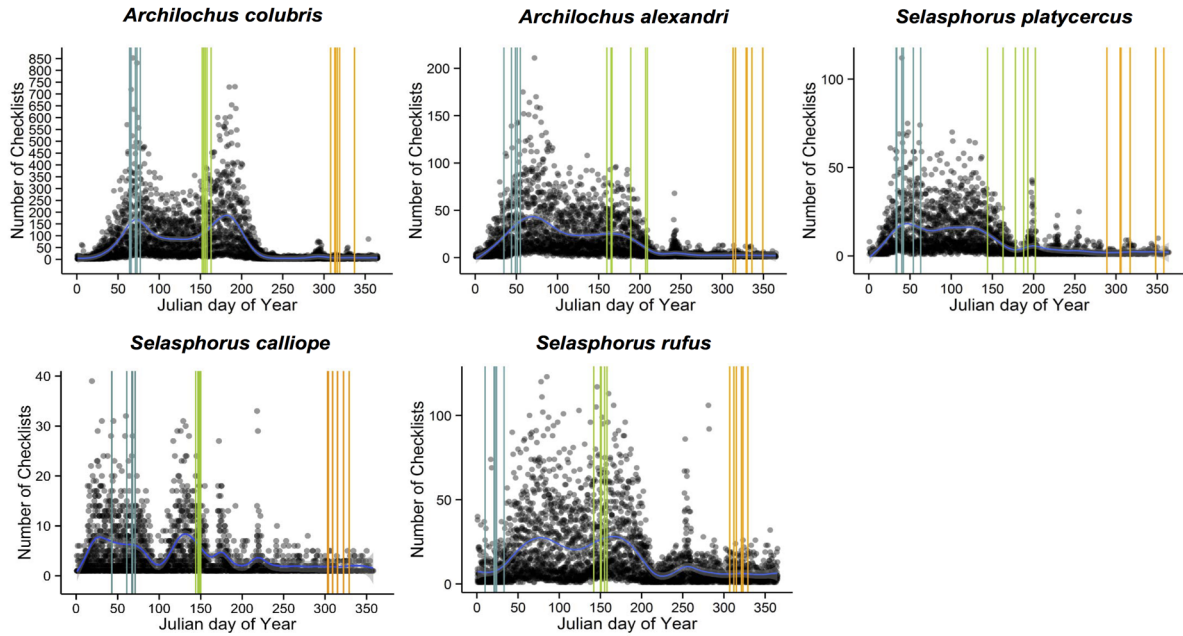 Archilochus colubris
Number of Checklists
850
800
750
700
650
600
550
500
450
400
350
300
250
200
150
100
50
0
0 50 100 150 200 250 300 350
Julian day of Year
Archilochus alexandri
Number of Checklists
200
150
100
50
0
0 50 100 150 200 250 300 350
Julian day of Year
Selasphorus platycercus
Number of Checklists
100
50
0
0 50 100 150 200 250 300 350
Julian day of Year
Selasphorus calliope
Number of Checklists
40
30
20
10
0
0 50 100 150 200 250 300 350
Julian day of Year
Selasphorus rufus
Number of Checklists
100
50
0
0 50 100 150 200 250 300 350
Julian day of Year